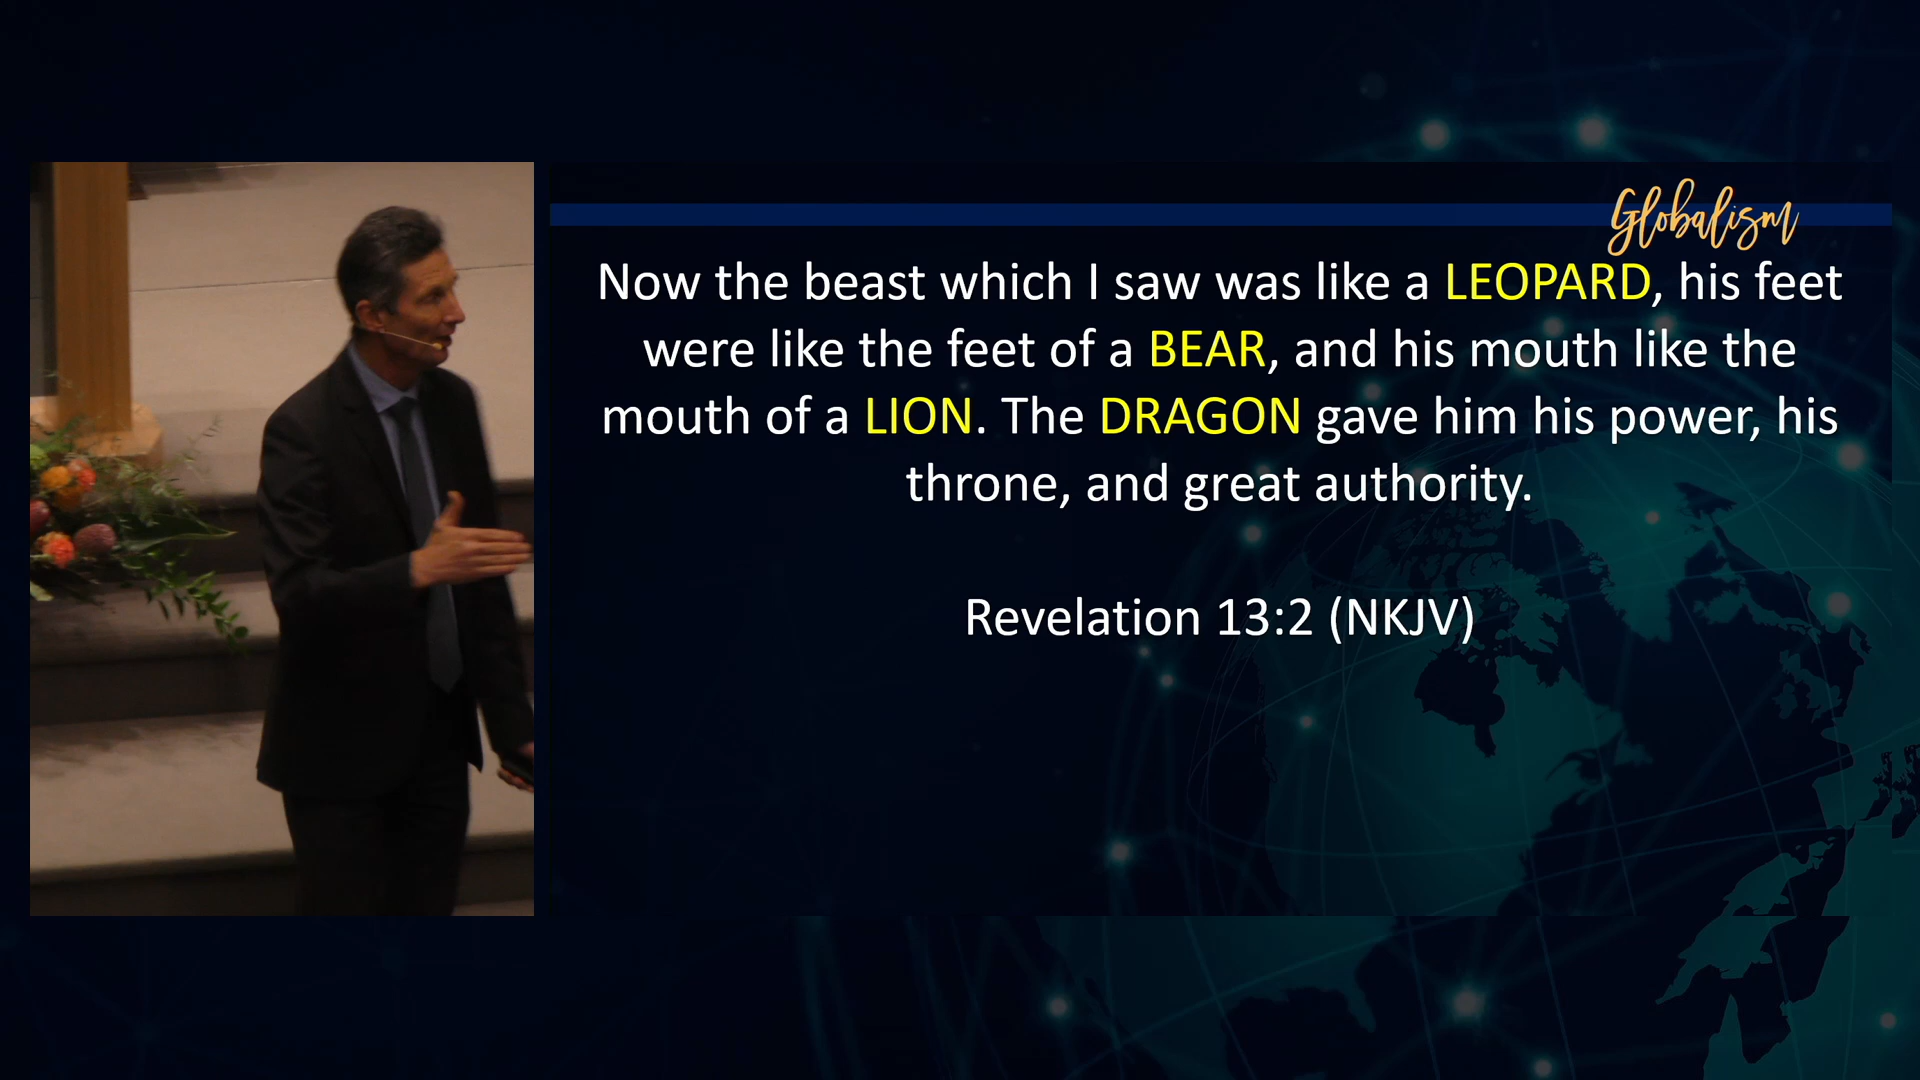 Globalism
Now the beast which I saw was like a LEOPARD, his feet
were like the feet of a BEAR, and his mouth like the
mouth of a LION. The DRAGON gave him his power, his
throne, and great authority.
Revelation 13:2 (NKJV)